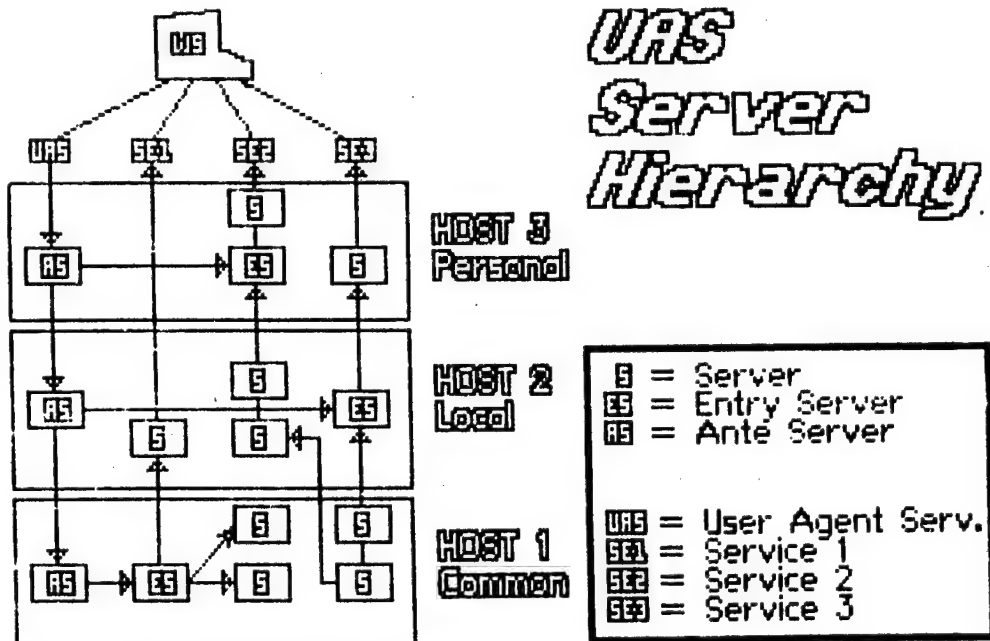 WS
UAS
Server
Hierarchy
UAS SE1 SE2 SE3
S
HOST 3
Personal
AS ES S
S
HOST 2
Local
AS ES
S S
S S
HOST 1
Common
AS ES S S
S = Server
ES = Entry Server
AS = Ante Server
UAS = User Agent Serv.
SE1 = Service 1
SE2 = Service 2
SE3 = Service 3